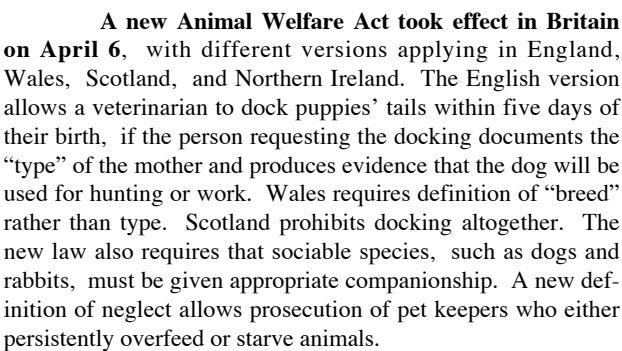 A new Animal Welfare Act took effect in Britain
on April 6, with different versions applying in England,
Wales, Scotland, and Northern Ireland. The English version
allows a veterinarian to dock puppies’ tails within five days of
their birth, if the person requesting the docking documents the
“type” of the mother and produces evidence that the dog will be
used for hunting or work. Wales requires definition of “breed”
rather than type. Scotland prohibits docking altogether. The
new law also requires that sociable species, such as dogs and
rabbits, must be given appropriate companionship. A new def-
inition of neglect allows prosecution of pet keepers who either
persistently overfeed or starve animals.